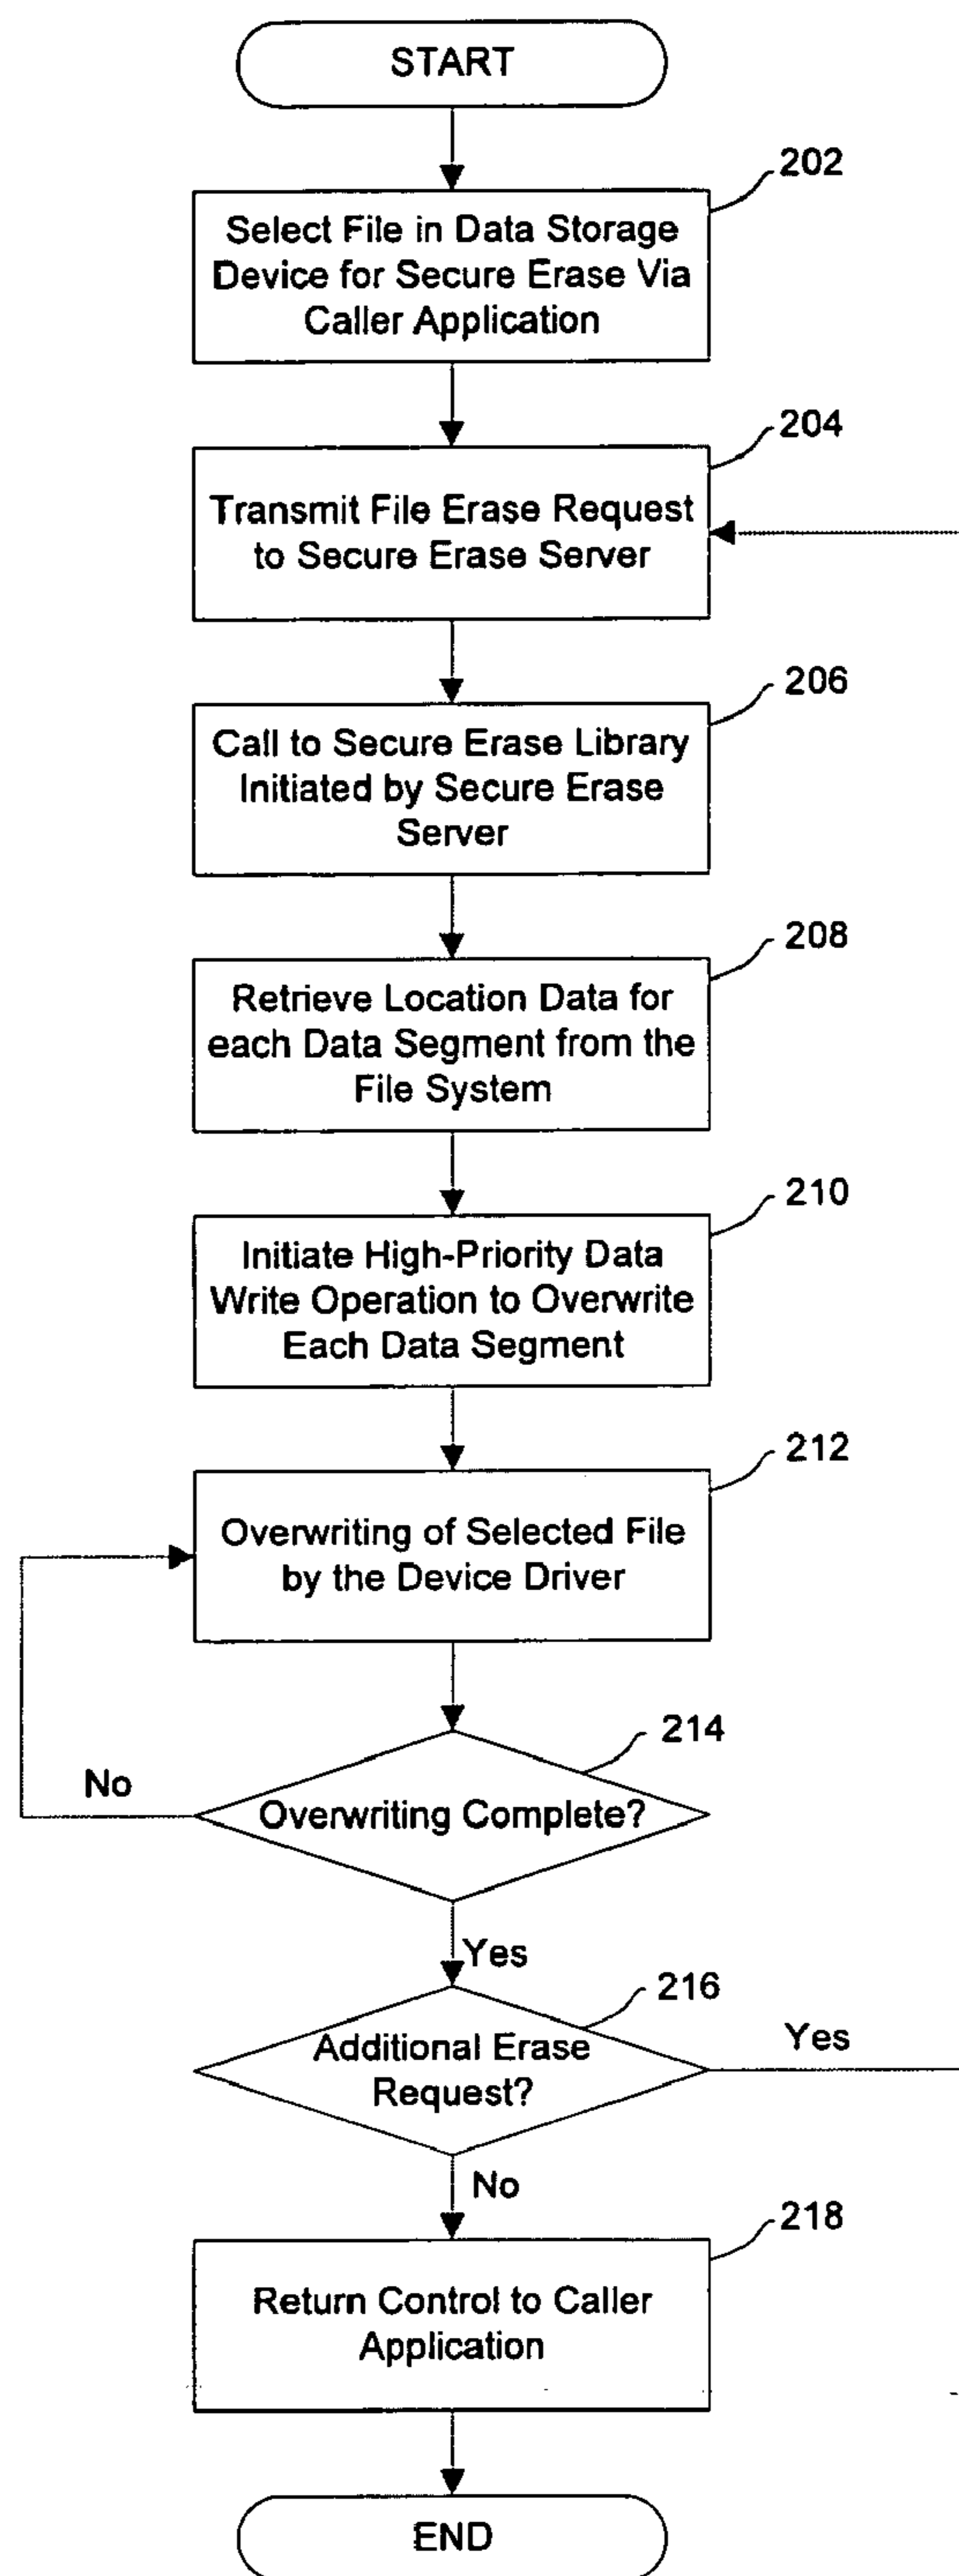 START
202
Select File in Data Storage
Device for Secure Erase Via
Caller Application
204
Transmit File Erase Request
to Secure Erase Server
206
Call to Secure Erase Library
Initiated by Secure Erase
Server
208
Retrieve Location Data for
each Data Segment from the
File System
210
Initiate High-Priority Data
Write Operation to Overwrite
Each Data Segment
212
Overwriting of Selected File
by the Device Driver
214
No
Overwriting Complete?
Yes
216
Additional Erase
Request?
Yes
No
218
Return Control to Caller
Application
END